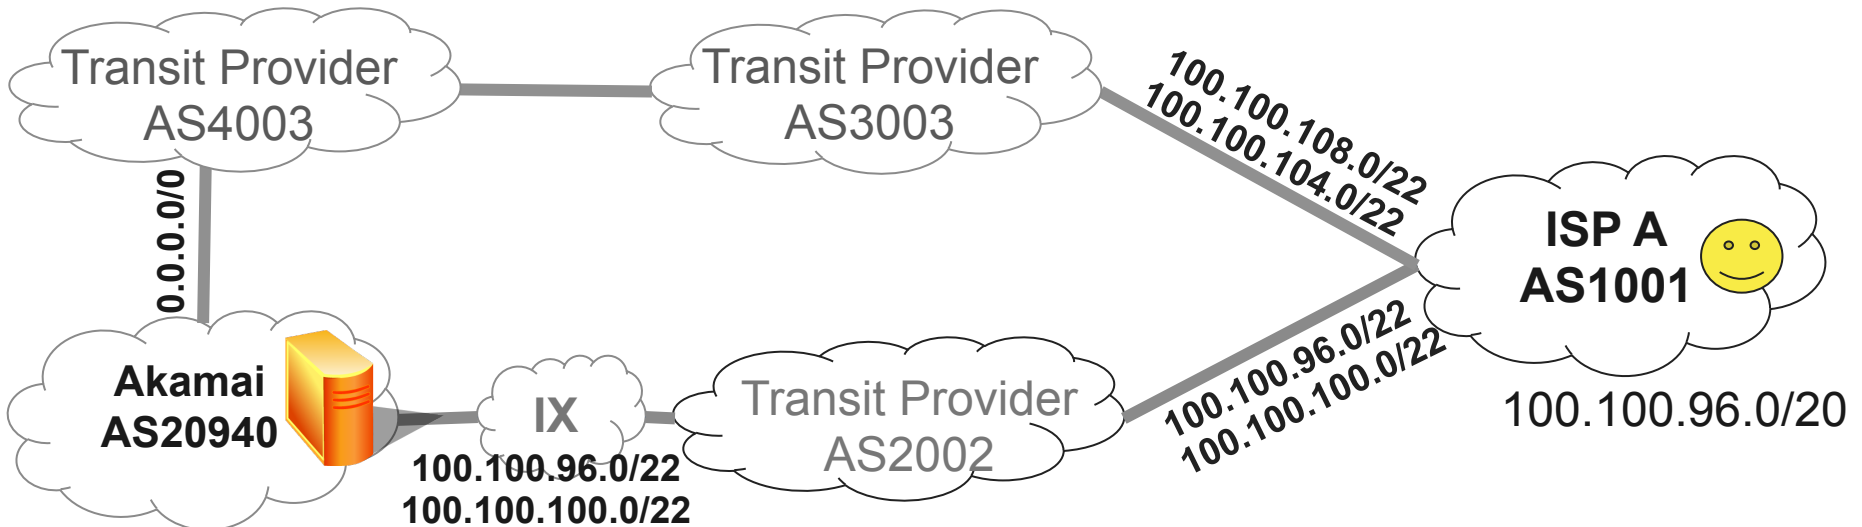 Transit Provider
AS4003
Transit Provider
AS3003
100.100.108.0/22
100.100.104.0/22
0.0.0.0/0
ISP A
AS1001
100.100.96.0/20
Akamai
AS20940
IX
100.100.96.0/22
100.100.100.0/22
Transit Provider
AS2002
100.100.96.0/22
100.100.100.0/22